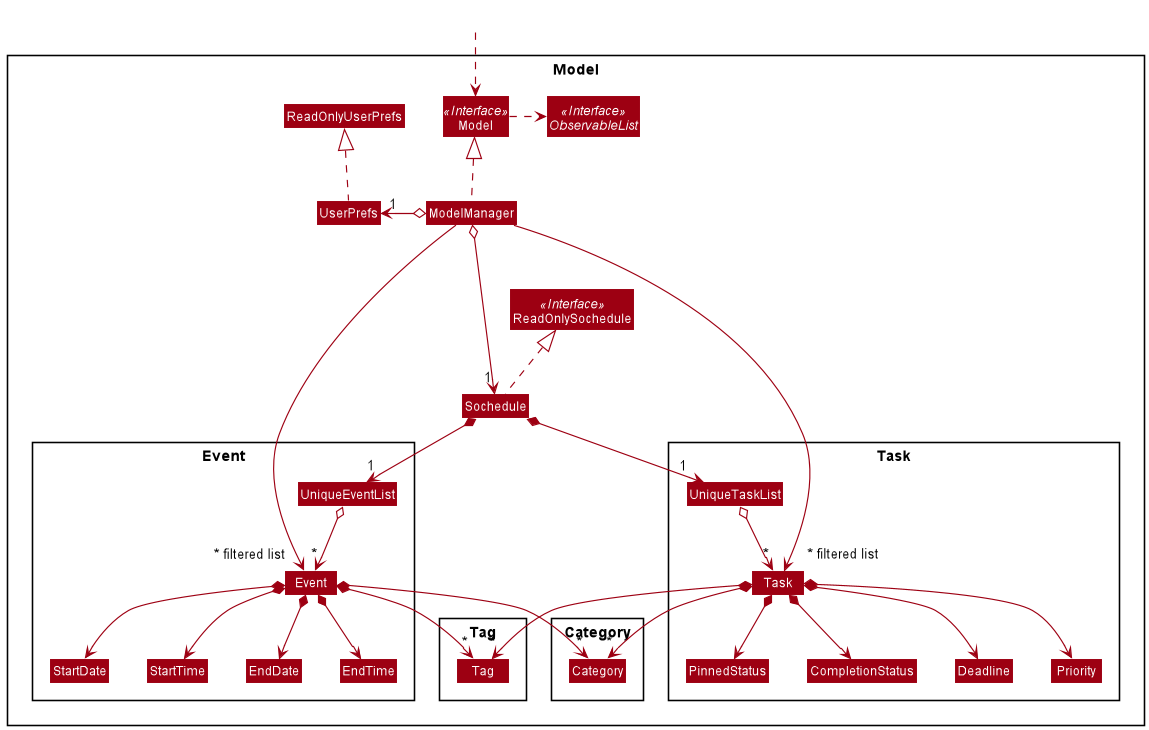 Model
«Interface»
Model
«Interface»
ObservableList
ReadOnlyUserPrefs
UserPrefs
1
ModelManager
«Interface»
ReadOnlySochedule
1
Sochedule
Event
Task
1
UniqueEventList
1
UniqueTaskList
* filtered list
*
*
* filtered list
Event
Task
Tag
Category
*
*
*
*
StartDate
StartTime
EndDate
EndTime
Tag
Category
PinnedStatus
CompletionStatus
Deadline
Priority